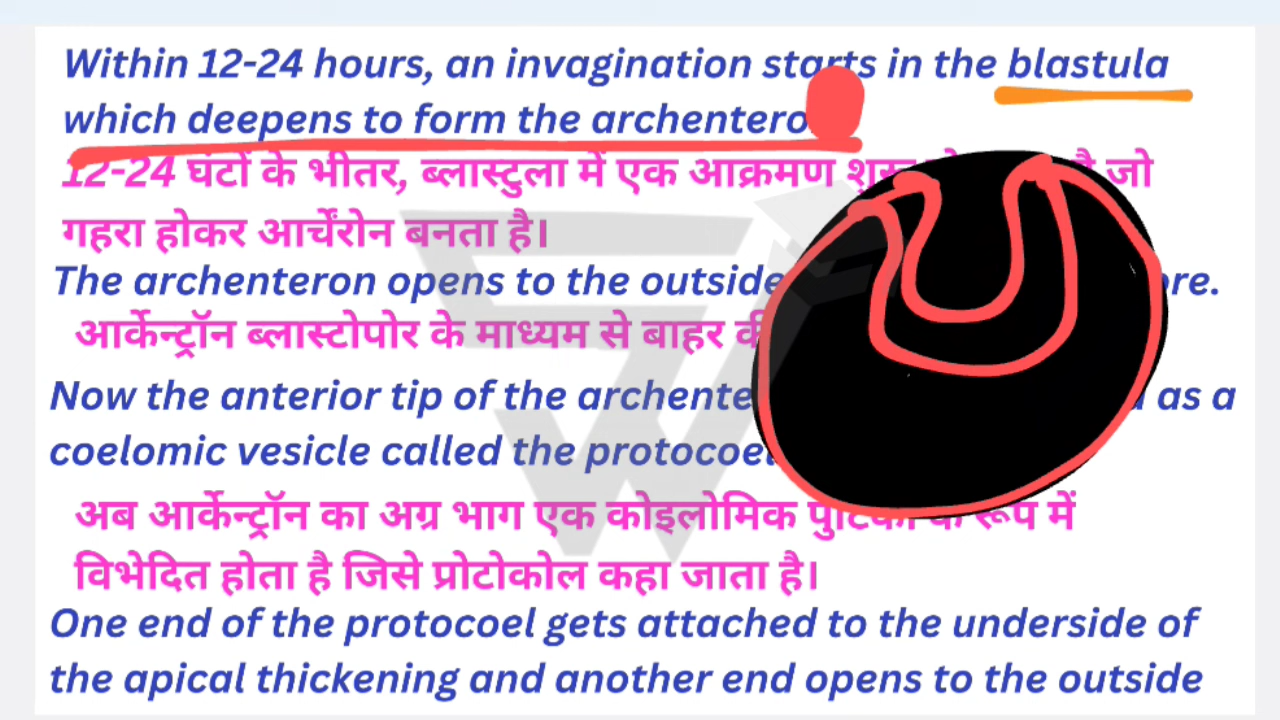 Within 12-24 hours, an invagination starts in the blastula
which deepens to form the archentero
12-24 घंटों के भीतर, ब्लास्टुला में एक आक्रमण है जो
गहरा होकर आर्चेंरोन बनता है।
The archenteron opens to the outside
आर्केन्ट्रॉन ब्लास्टोपोर के माध्यम से बाहर
Now the anterior tip of the as a
coelomic vesicle called the protocoel
अब आर्केन्ट्रॉन का अग्र भाग एक कोइलोमिक रूप में
विभेदित होता है जिसे प्रोटोकोल कहा जाता है।
One end of the protocoel gets attached to the underside of
the apical thickening and another end opens to the outside